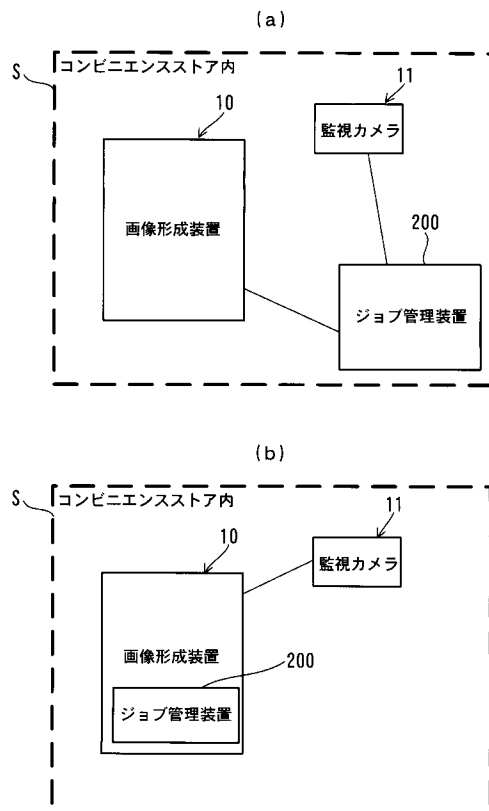 (a)
S
コンビニエンスストア内
10
11
監視カメラ
画像形成装置
200
ジョブ管理装置
(b)
S
コンビニエンスストア内
10
11
監視カメラ
画像形成装置
200
ジョブ管理装置